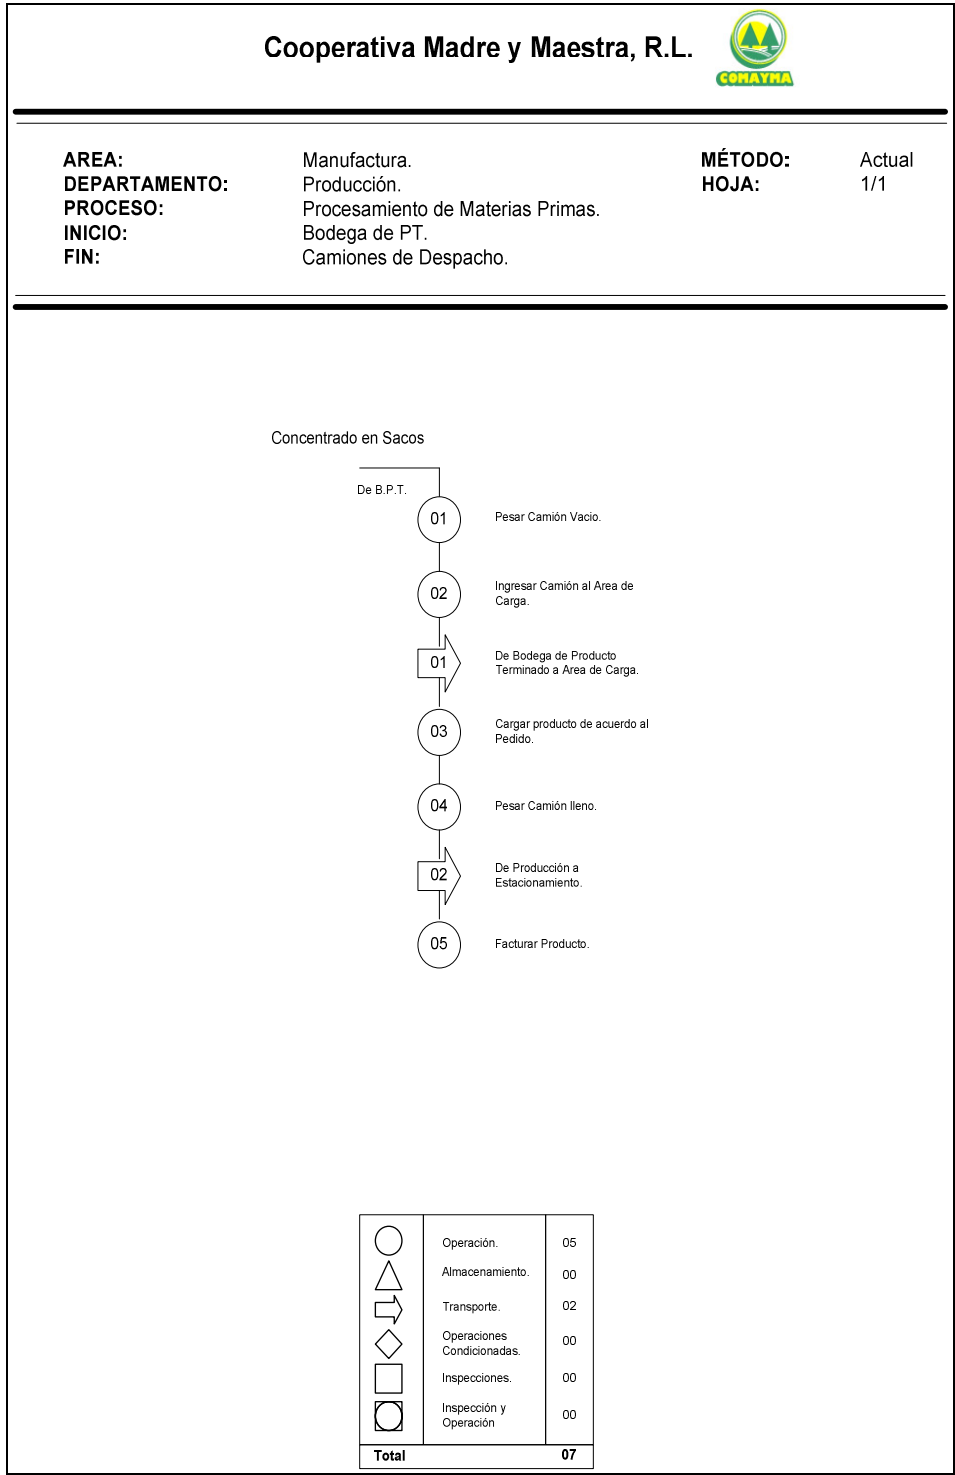 Cooperativa Madre y Maestra, R.L.
COMAYMA
AREA: Manufactura. MÉTODO: Actual
DEPARTAMENTO: Producción. HOJA: 1/1
PROCESO: Procesamiento de Materias Primas.
INICIO: Bodega de PT.
FIN: Camiones de Despacho.
Concentrado en Sacos
De B.P.T.
01 Pesar Camión Vacio.
02 Ingresar Camión al Area de
Carga.
01 De Bodega de Producto
Terminado a Area de Carga.
03 Cargar producto de acuerdo al
Pedido.
04 Pesar Camión lleno.
02 De Producción a
Estacionamiento.
05 Facturar Producto.
Operación. 05
Almacenamiento. 00
Transporte. 02
Operaciones
Condicionadas. 00
Inspecciones. 00
Inspección y
Operación 00
Total 07